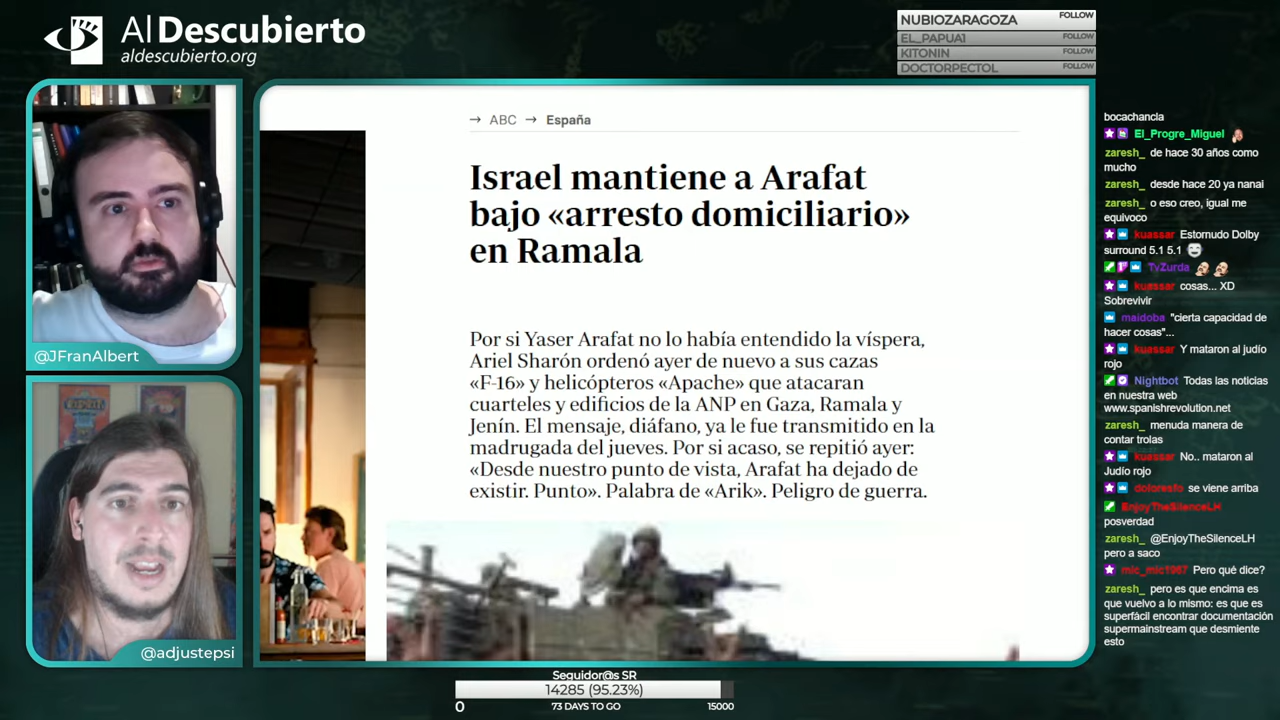 Al Descubierto
aldescubierto.org
NUBIOZARAGOZA FOLLOW
EL_PAPUA1 FOLLOW
KITONIN FOLLOW
DOCTORPECTOL FOLLOW
@JFranAlbert
@adjustepsi
→ ABC → España
Israel mantiene a Arafat
bajo «arresto domiciliario»
en Ramala
Por si Yaser Arafat no lo había entendido la víspera,
Ariel Sharón ordenó ayer de nuevo a sus cazas
«F-16» y helicópteros «Apache» que atacaran
cuarteles y edificios de la ANP en Gaza, Ramala y
Jenín. El mensaje, diáfano, ya le fue transmitido en la
madrugada del jueves. Por si acaso, se repitió ayer:
«Desde nuestro punto de vista, Arafat ha dejado de
existir. Punto». Palabra de «Arik». Peligro de guerra.
bocachancla
El_Progre_Miguel
zaresh_ de hace 30 años como
mucho
zaresh_ desde hace 20 ya nanai
zaresh_ o eso creo, igual me
equivoco
kuassar Estornudo Dolby
surround 5.1 5.1
TvZurda
kuassar cosas... XD
Sobrevivir
maidoba "cierta capacidad de
hacer cosas"...
kuassar Y mataron al judío
rojo
Nightbot Todas las noticias
en nuestra web
www.spanishrevolution.net
zaresh_ menuda manera de
contar trolas
kuassar No.. mataron al
Judío rojo
doloresfo se viene arriba
EnjoyTheSilenceLH
posverdad
zaresh_ @EnjoyTheSilenceLH
pero a saco
mic_mic1967 Pero qué dice?
zaresh_ pero es que encima es
que vuelvo a lo mismo: es que es
superfácil encontrar documentación
supermainstream que desmiente
esto
Seguidor@s SR
14285 (95.23%)
0 73 DAYS TO GO 15000